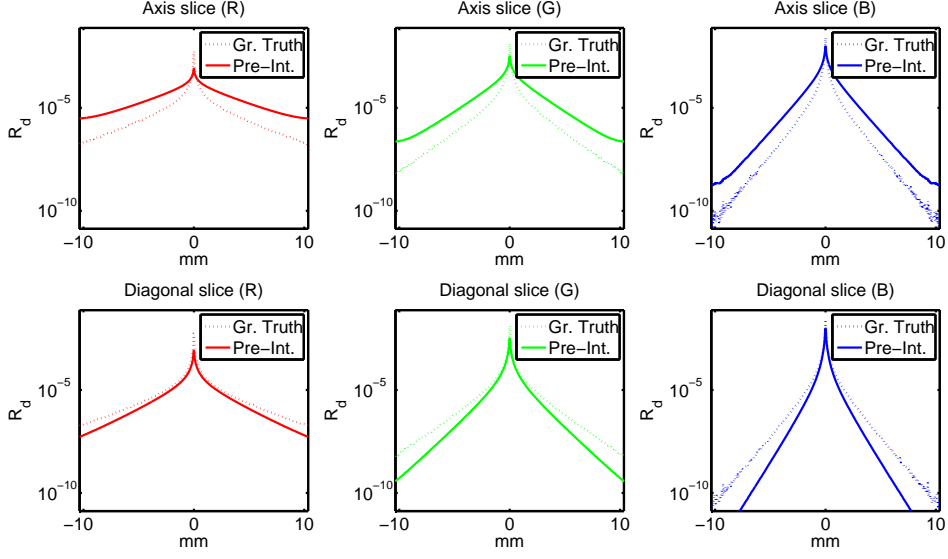 Axis slice (R)
Gr. Truth
Pre−Int.
R_d
10^−5
10^−10
−10
0
10
mm
Axis slice (G)
Gr. Truth
Pre−Int.
R_d
10^−5
10^−10
−10
0
10
mm
Axis slice (B)
Gr. Truth
Pre−Int.
R_d
10^−5
10^−10
−10
0
10
mm
Diagonal slice (R)
Gr. Truth
Pre−Int.
R_d
10^−5
10^−10
−10
0
10
mm
Diagonal slice (G)
Gr. Truth
Pre−Int.
R_d
10^−5
10^−10
−10
0
10
mm
Diagonal slice (B)
Gr. Truth
Pre−Int.
R_d
10^−5
10^−10
−10
0
10
mm